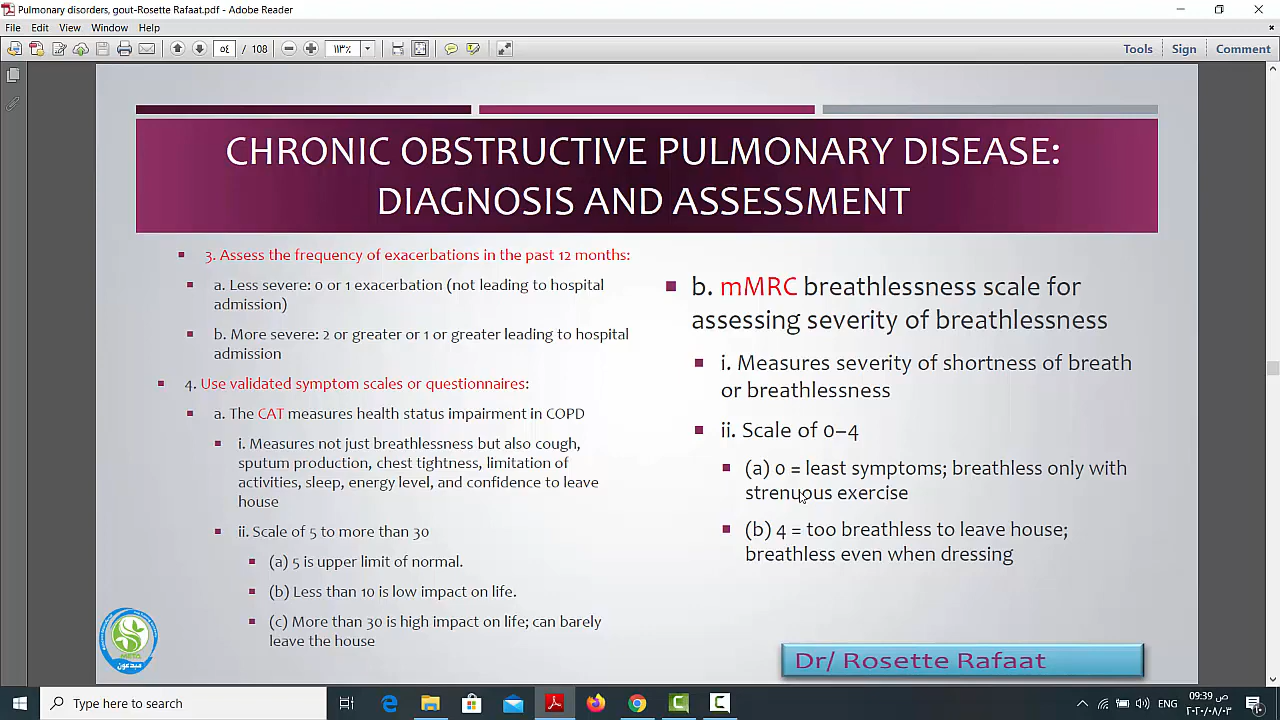 Pulmonary disorders, gout-Rosette Rafaat.pdf - Adobe Reader
File Edit View Window Help
٥٤ / 108
١١٣٪
Tools Sign Comment
CHRONIC OBSTRUCTIVE PULMONARY DISEASE:
DIAGNOSIS AND ASSESSMENT
3. Assess the frequency of exacerbations in the past 12 months:
a. Less severe: 0 or 1 exacerbation (not leading to hospital
admission)
b. More severe: 2 or greater or 1 or greater leading to hospital
admission
4. Use validated symptom scales or questionnaires:
a. The CAT measures health status impairment in COPD
i. Measures not just breathlessness but also cough,
sputum production, chest tightness, limitation of
activities, sleep, energy level, and confidence to leave
house
ii. Scale of 5 to more than 30
(a) 5 is upper limit of normal.
(b) Less than 10 is low impact on life.
(c) More than 30 is high impact on life; can barely
leave the house
b. mMRC breathlessness scale for
assessing severity of breathlessness
i. Measures severity of shortness of breath
or breathlessness
ii. Scale of 0–4
(a) 0 = least symptoms; breathless only with
strenuous exercise
(b) 4 = too breathless to leave house;
breathless even when dressing
ميدعون
Dr/ Rosette Rafaat
Type here to search
ENG
09:39 ص
٢٠٢٠/٠٨/٠٣